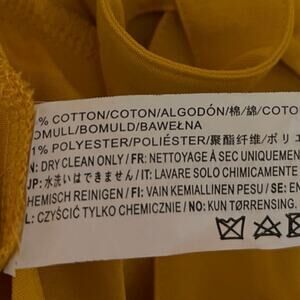 % COTTON/COTON/ALGODÓN/棉/綿/COTO
OMULL/BOMULD/BAWEŁNA
1% POLYESTER/POLIÉSTER/聚酯纤维/ポリエ
N: DRY CLEAN ONLY / FR: NETTOYAGE À SEC UNIQUEMEN
JP: 水洗いはできません / IT: LAVARE SOLO CHIMICAMENTE
HEMISCH REINIGEN / FI: VAIN KEMIALLINEN PESU / SE: EN
L: CZYŚCIĆ TYLKO CHEMICZNIE / NO: KUN TØRRENSING.